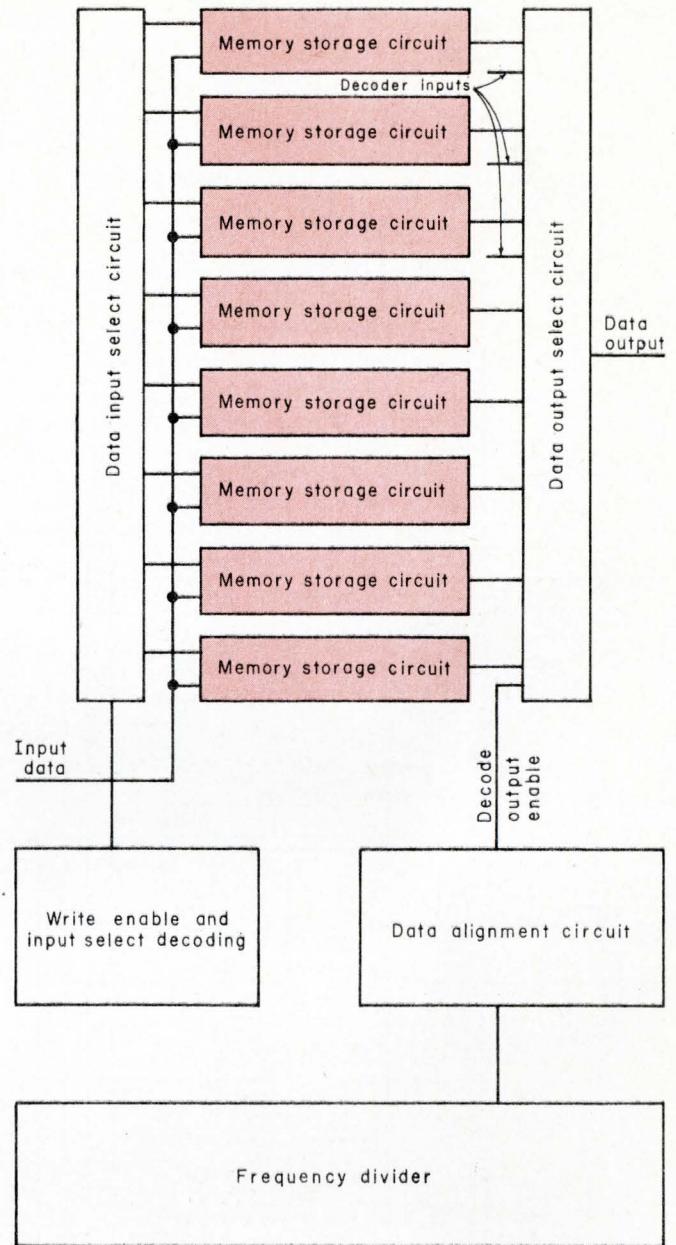 Memory storage circuit
Decoder inputs
Memory storage circuit
Memory storage circuit
Memory storage circuit
Memory storage circuit
Memory storage circuit
Memory storage circuit
Memory storage circuit
Data input select circuit
Data output select circuit
Data
output
Input
data
Decode
output
enable
Write enable and
input select decoding
Data alignment circuit
Frequency divider